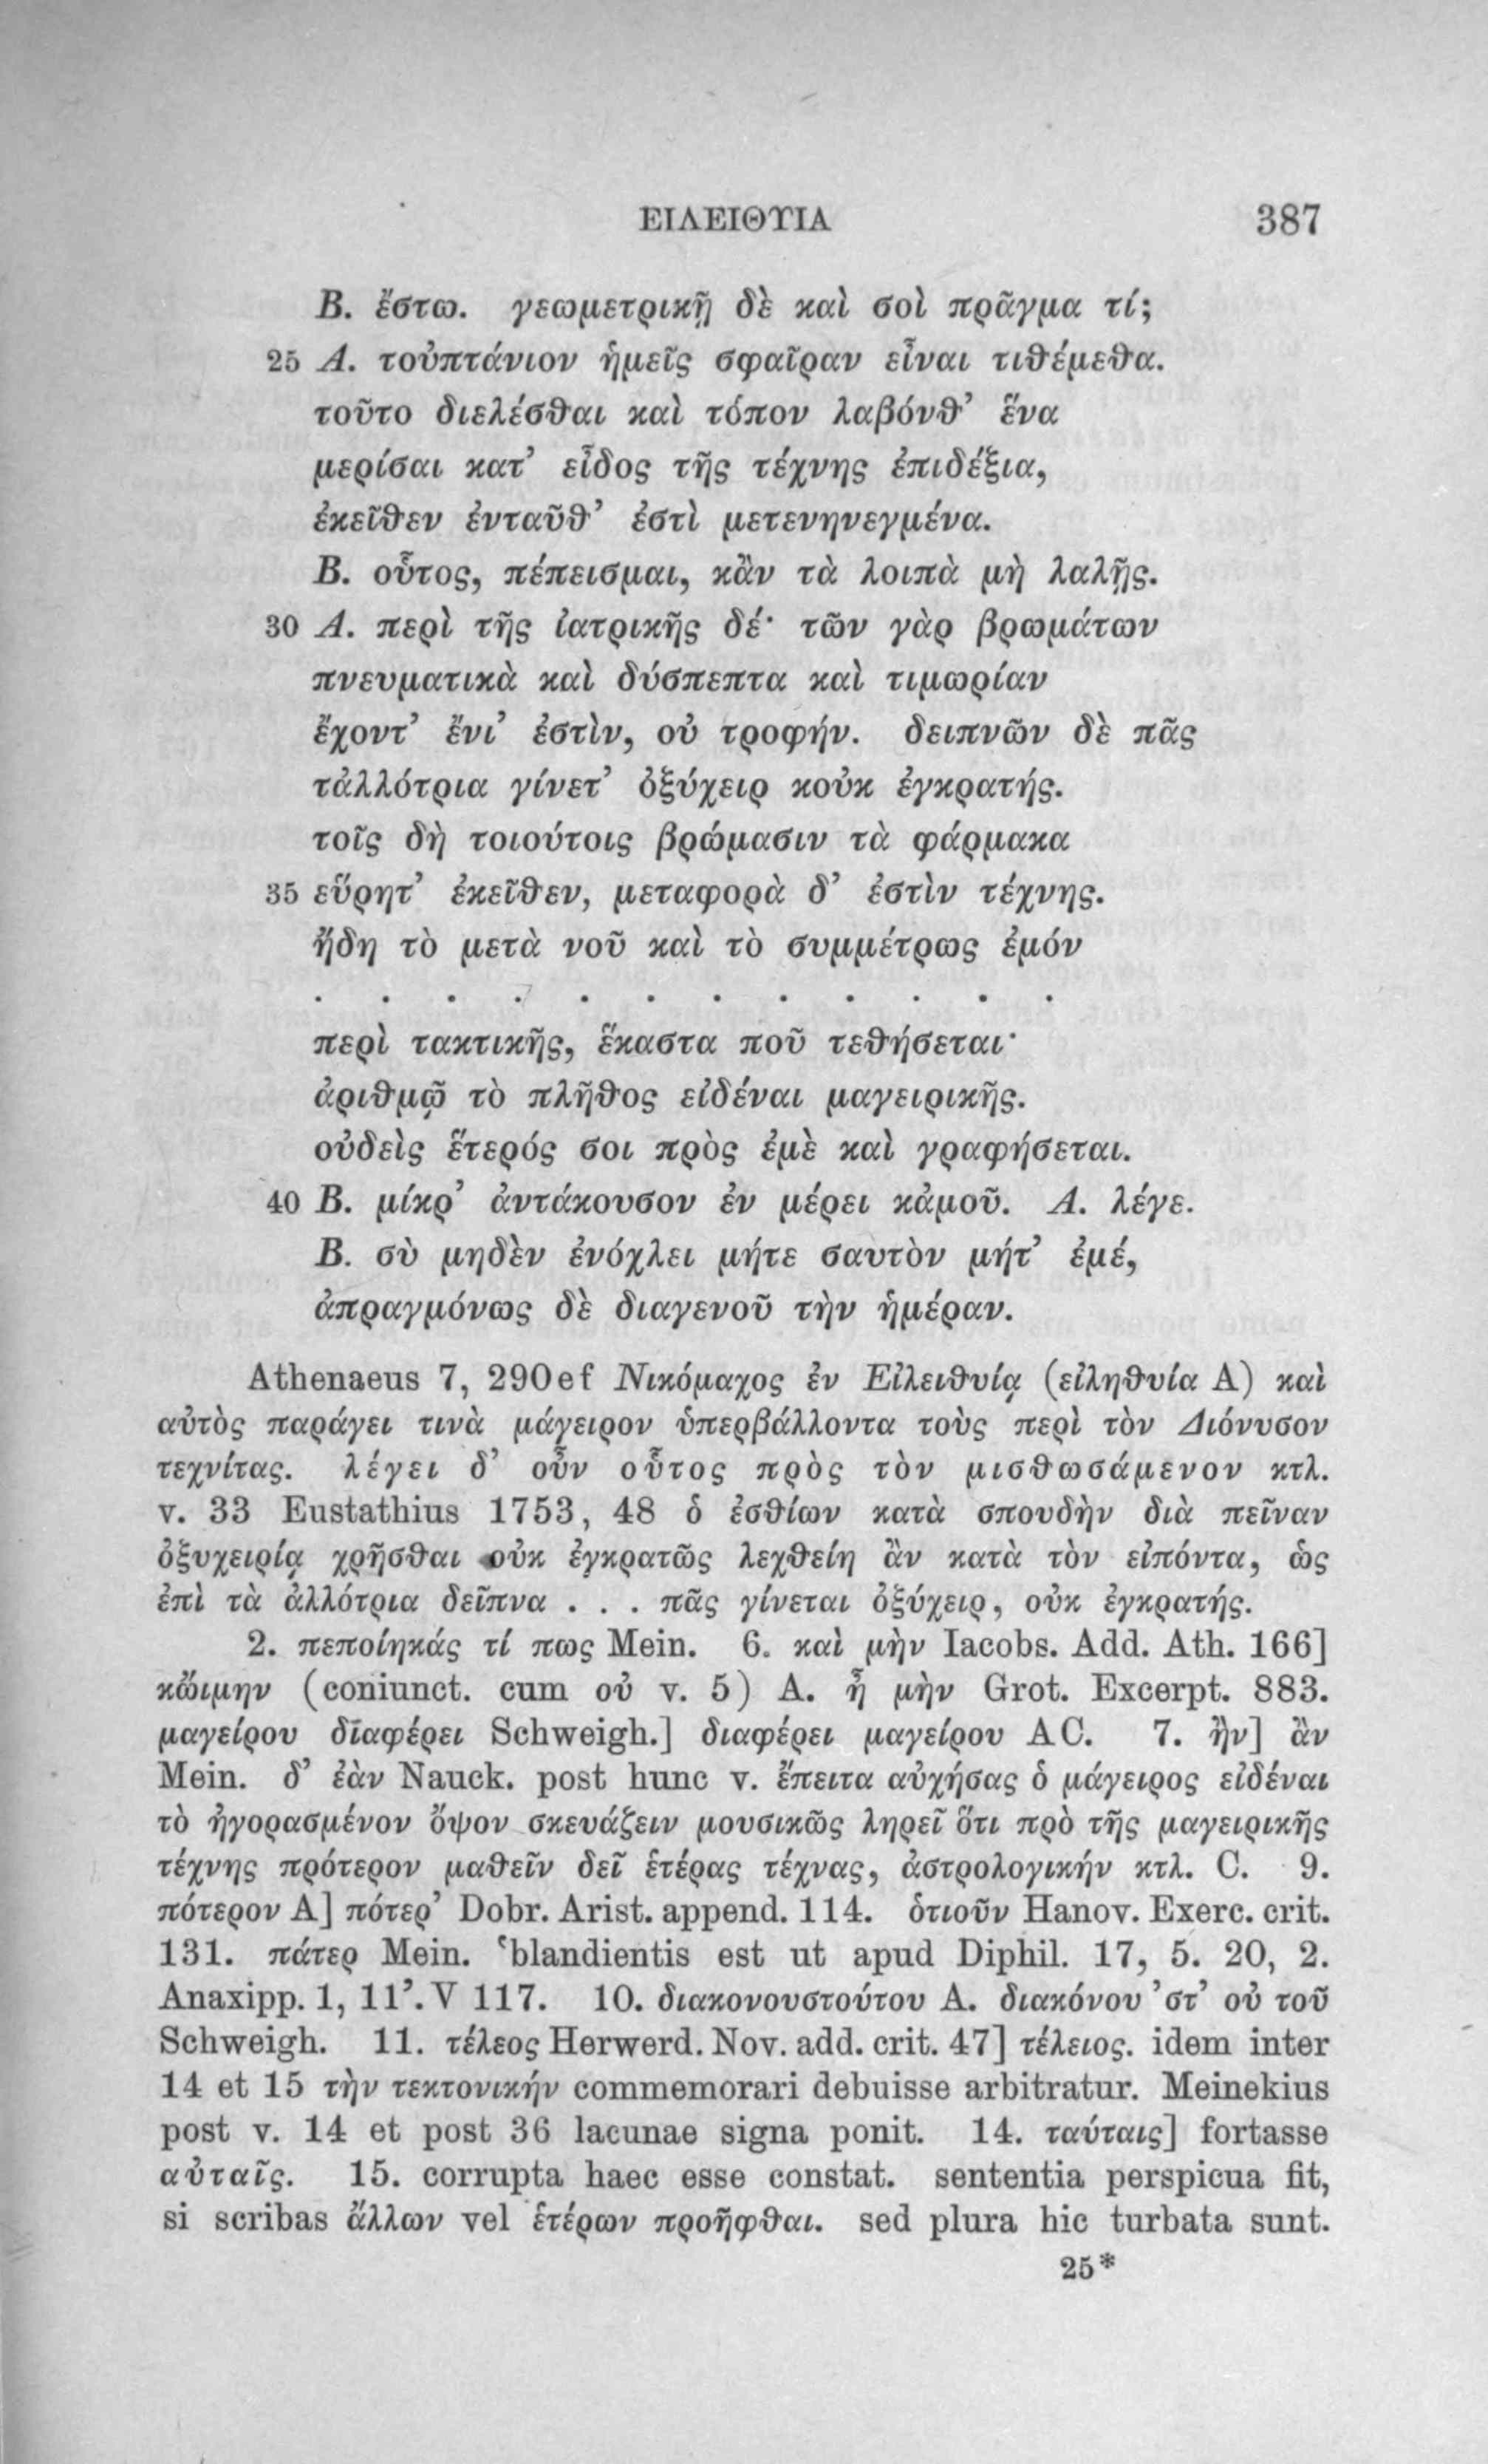 ΕΙΛΕΙΘΥΙΑ 387
Β. ἔστω. γεωμετρικῇ δὲ καὶ σοὶ πρᾶγμα τί;
25 Α. τοὐπτάνιον ἡμεῖς σφαῖραν εἶναι τιθέμεθα.
τοῦτο διελέσθαι καὶ τόπον λαβόνθ’ ἕνα
μερίσαι κατ’ εἶδος τῆς τέχνης ἐπιδέξια,
ἐκεῖθεν ἐνταῦθ’ ἐστὶ μετενηνεγμένα.
Β. οὗτος, πέπεισμαι, κἂν τὰ λοιπὰ μὴ λαλῇς.
30 Α. περὶ τῆς ἰατρικῆς δέ· τῶν γὰρ βρωμάτων
πνευματικὰ καὶ δύσπεπτα καὶ τιμωρίαν
ἔχοντ’ ἔνι’ ἐστὶν, οὐ τροφήν. δειπνῶν δὲ πᾶς
τἀλλότρια γίνετ’ ὀξύχειρ κοὐκ ἐγκρατής.
τοῖς δὴ τοιούτοις βρώμασιν τὰ φάρμακα
35 εὕρητ’ ἐκεῖθεν, μεταφορὰ δ’ ἐστὶν τέχνης.
ἤδη τὸ μετὰ νοῦ καὶ τὸ συμμέτρως ἐμόν
. . . . . . . . . . . .
περὶ τακτικῆς, ἕκαστα ποῦ τεθήσεται·
ἀριθμῷ τὸ πλῆθος εἰδέναι μαγειρικῆς.
οὐδεὶς ἕτερός σοι πρὸς ἐμὲ καὶ γραφήσεται.
40 Β. μίκρ’ ἀντάκουσον ἐν μέρει κἀμοῦ. Α. λέγε.
Β. σὺ μηδὲν ἐνόχλει μήτε σαυτὸν μήτ’ ἐμέ,
ἀπραγμόνως δὲ διαγενοῦ τὴν ἡμέραν.
Athenaeus 7, 290ef Νικόμαχος ἐν Εἰλειθυίᾳ (εἰληθυία A) καὶ
αὐτὸς παράγει τινὰ μάγειρον ὑπερβάλλοντα τοὺς περὶ τὸν Διόνυσον
τεχνίτας. λέγει δ’ οὖν οὗτος πρὸς τὸν μισθωσάμενον κτλ.
v. 33 Eustathius 1753, 48 ὁ ἐσθίων κατὰ σπουδὴν διὰ πεῖναν
ὀξυχειρίᾳ χρῆσθαι οὐκ ἐγκρατῶς λεχθείη ἂν κατὰ τὸν εἰπόντα, ὡς
ἐπὶ τὰ ἀλλότρια δεῖπνα . . . πᾶς γίνεται ὀξύχειρ, οὐκ ἐγκρατής.
2. πεποίηκάς τί πως Mein. 6. καὶ μὴν Iacobs. Add. Ath. 166]
κὤιμην (coniunct. cum οὐ v. 5) A. ἦ μὴν Grot. Excerpt. 883.
μαγείρου διαφέρει Schweigh.] διαφέρει μαγείρου AC. 7. ἢν] ἂν
Mein. δ’ ἐὰν Nauck. post hunc v. ἔπειτα αὐχήσας ὁ μάγειρος εἰδέναι
τὸ ἠγορασμένον ὄψον σκευάζειν μουσικῶς ληρεῖ ὅτι πρὸ τῆς μαγειρικῆς
τέχνης πρότερον μαθεῖν δεῖ ἑτέρας τέχνας, ἀστρολογικήν κτλ. C. 9.
πότερον A] πότερ’ Dobr. Arist. append. 114. ὁτιοῦν Hanov. Exerc. crit.
131. πάτερ Mein. ‘blandientis est ut apud Diphil. 17, 5. 20, 2.
Anaxipp. 1, 11’. V 117. 10. διακονουστούτου A. διακόνου ’στ’ οὐ τοῦ
Schweigh. 11. τέλεος Herwerd. Nov. add. crit. 47] τέλειος. idem inter
14 et 15 τὴν τεκτονικήν commemorari debuisse arbitratur. Meinekius
post v. 14 et post 36 lacunae signa ponit. 14. ταύταις] fortasse
αὐταῖς. 15. corrupta haec esse constat. sententia perspicua fit,
si scribas ἄλλων vel ἑτέρων προῆφθαι. sed plura hic turbata sunt.
25*